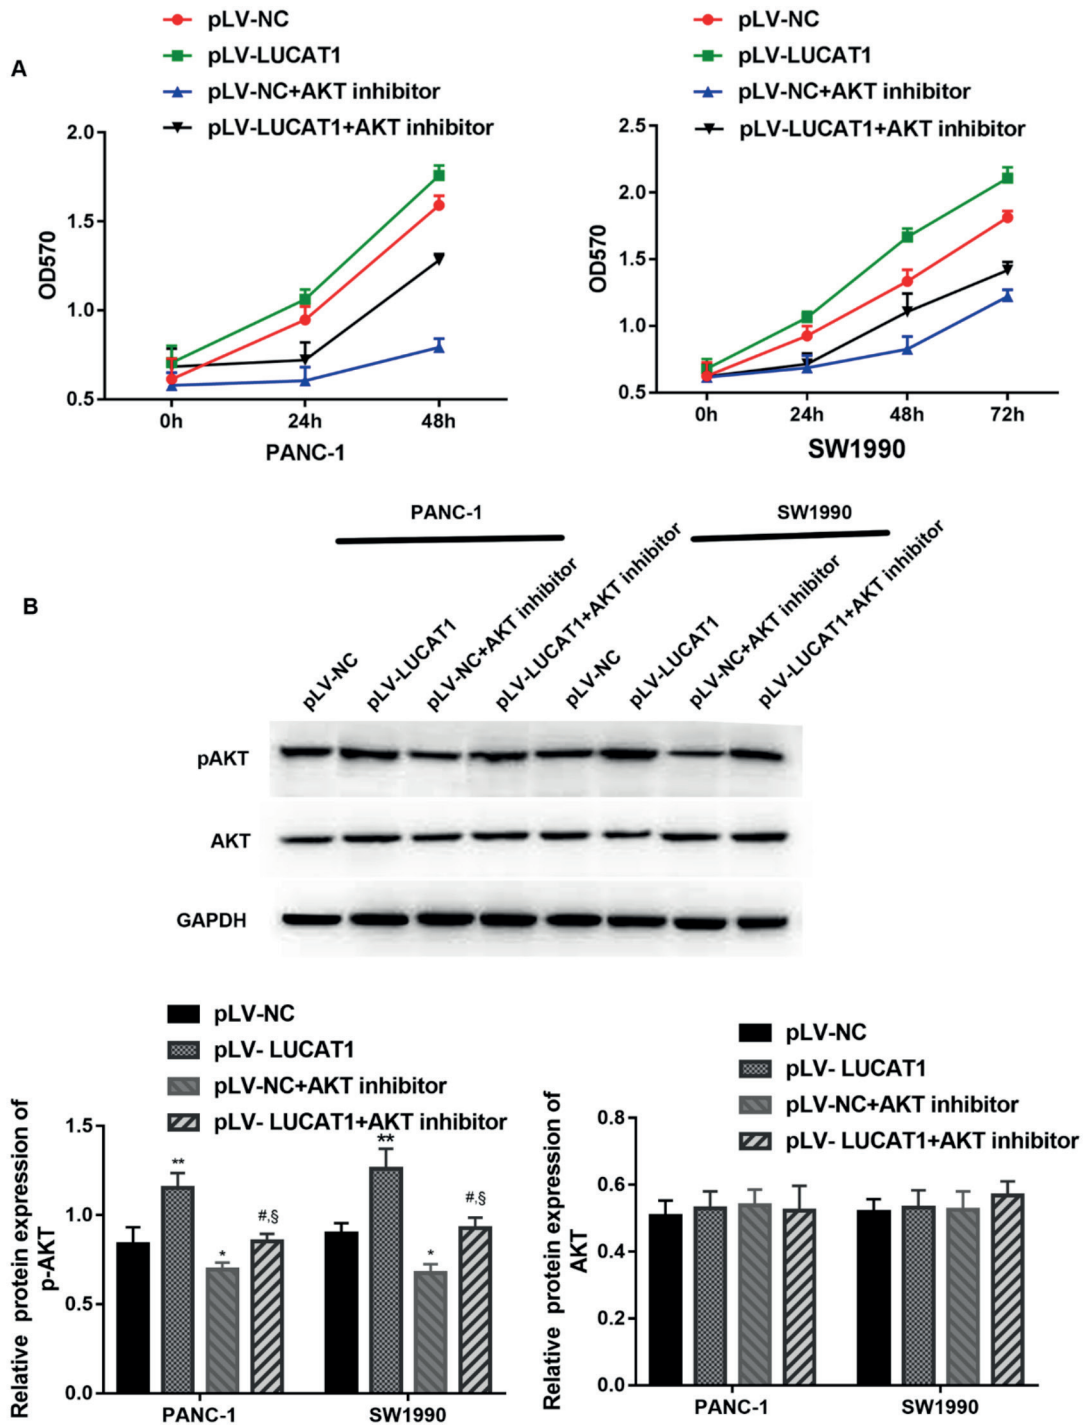 A
pLV-NC
pLV-LUCAT1
pLV-NC+AKT inhibitor
pLV-LUCAT1+AKT inhibitor
2.0
1.5
1.0
0.5
OD570
0h 24h 48h
PANC-1
pLV-NC
pLV-LUCAT1
pLV-NC+AKT inhibitor
pLV-LUCAT1+AKT inhibitor
2.5
2.0
1.5
1.0
0.5
OD570
0h 24h 48h 72h
SW1990
B
PANC-1 SW1990
pLV-NC
pLV-LUCAT1
pLV-NC+AKT inhibitor
pLV-LUCAT1+AKT inhibitor
pLV-NC
pLV-LUCAT1
pLV-NC+AKT inhibitor
pLV-LUCAT1+AKT inhibitor
pAKT
AKT
GAPDH
pLV-NC
pLV- LUCAT1
pLV-NC+AKT inhibitor
pLV- LUCAT1+AKT inhibitor
Relative protein expression of
p-AKT
1.5
1.0
0.5
0.0
** * #,§ ** * #,§
PANC-1 SW1990
pLV-NC
pLV- LUCAT1
pLV-NC+AKT inhibitor
pLV- LUCAT1+AKT inhibitor
Relative protein expression of
AKT
0.8
0.6
0.4
0.2
0.0
PANC-1 SW1990